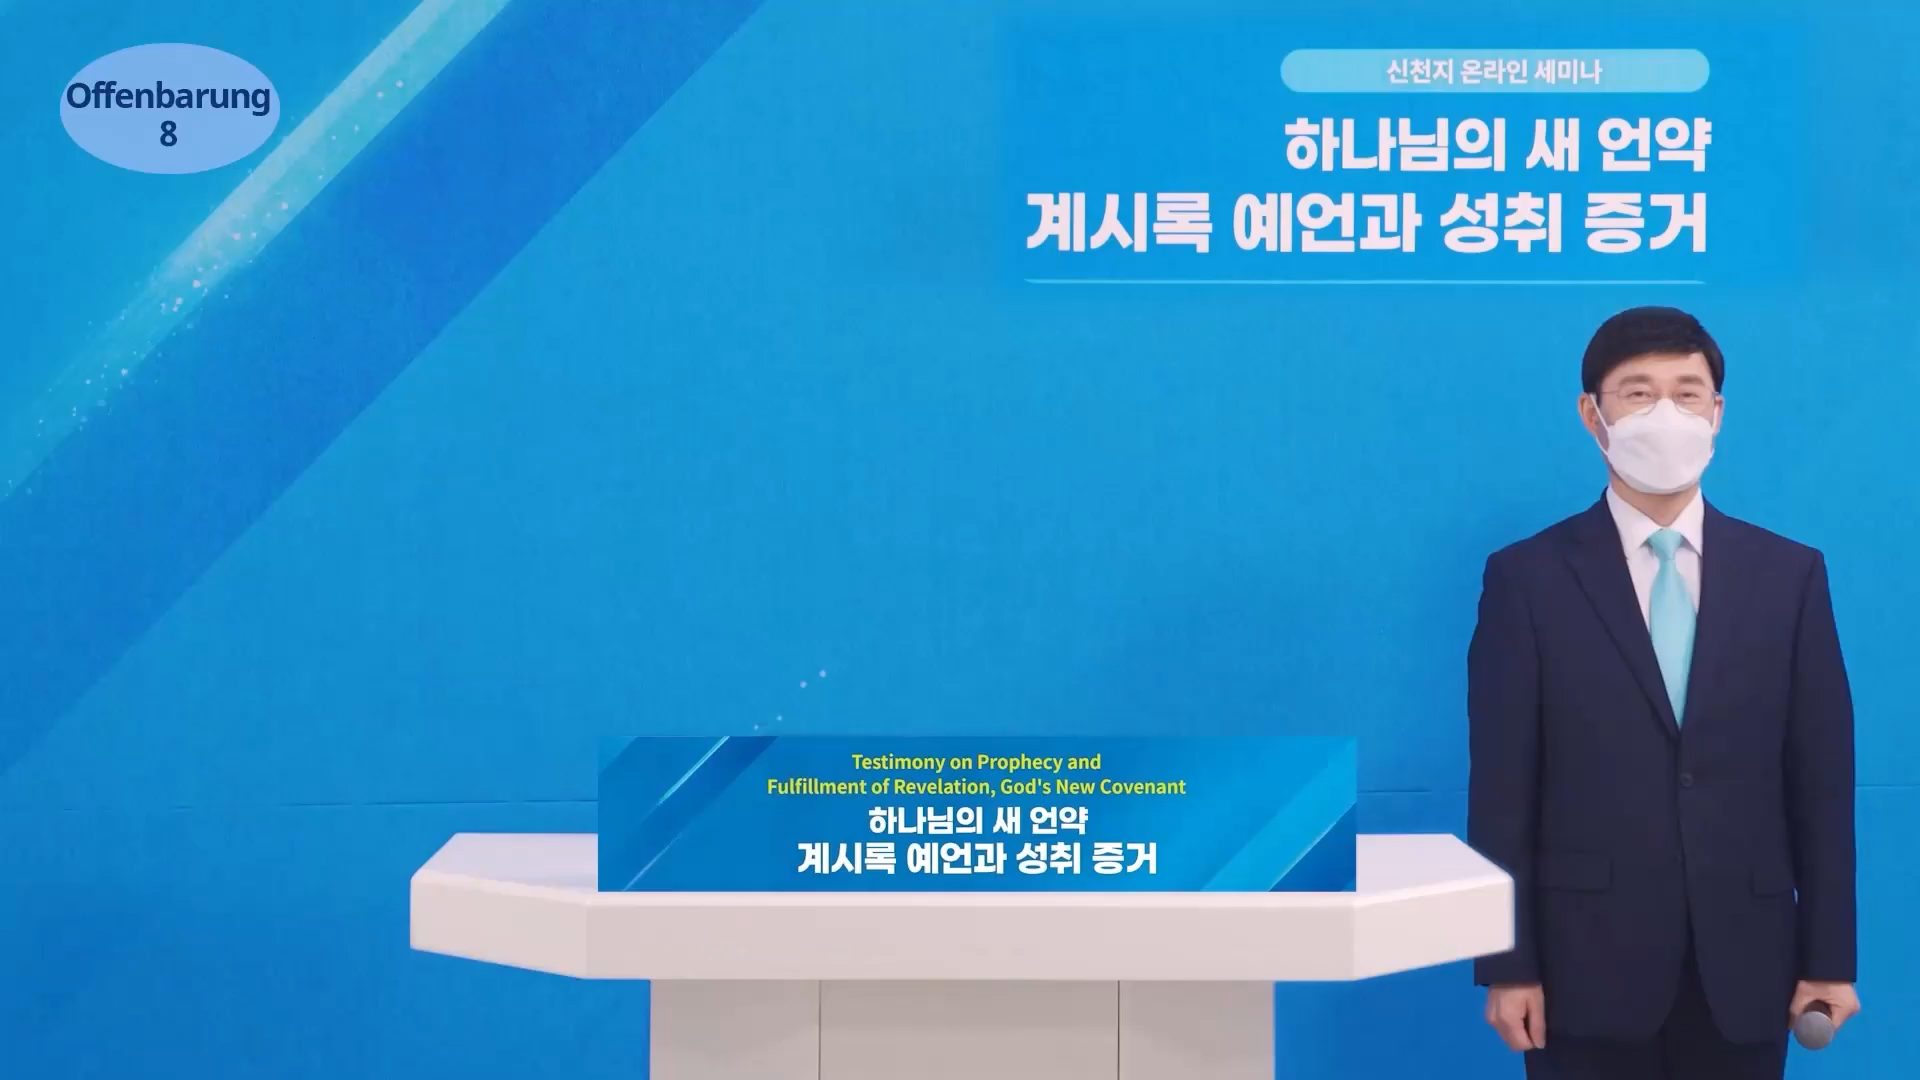 Offenbarung
8
신천지 온라인 세미나
하나님의 새 언약
계시록 예언과 성취 증거
Testimony on Prophecy and
Fulfillment of Revelation, God's New Covenant
하나님의 새 언약
계시록 예언과 성취 증거